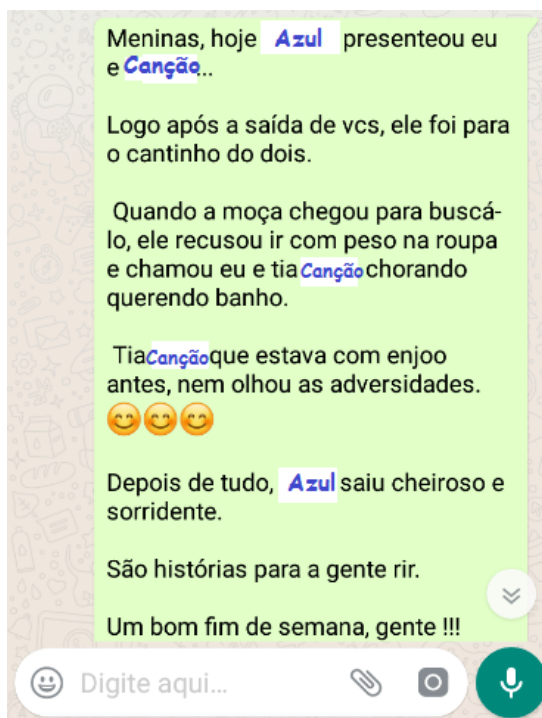 Meninas, hoje Azul presenteou eu
e Canção...
Logo após a saída de vcs, ele foi para
o cantinho do dois.
Quando a moça chegou para buscá-
lo, ele recusou ir com peso na roupa
e chamou eu e tia Canção chorando
querendo banho.
Tia Canção que estava com enjoo
antes, nem olhou as adversidades.
😊😊😊
Depois de tudo, Azul saiu cheiroso e
sorridente.
São histórias para a gente rir.
Um bom fim de semana, gente !!!
Digite aqui...